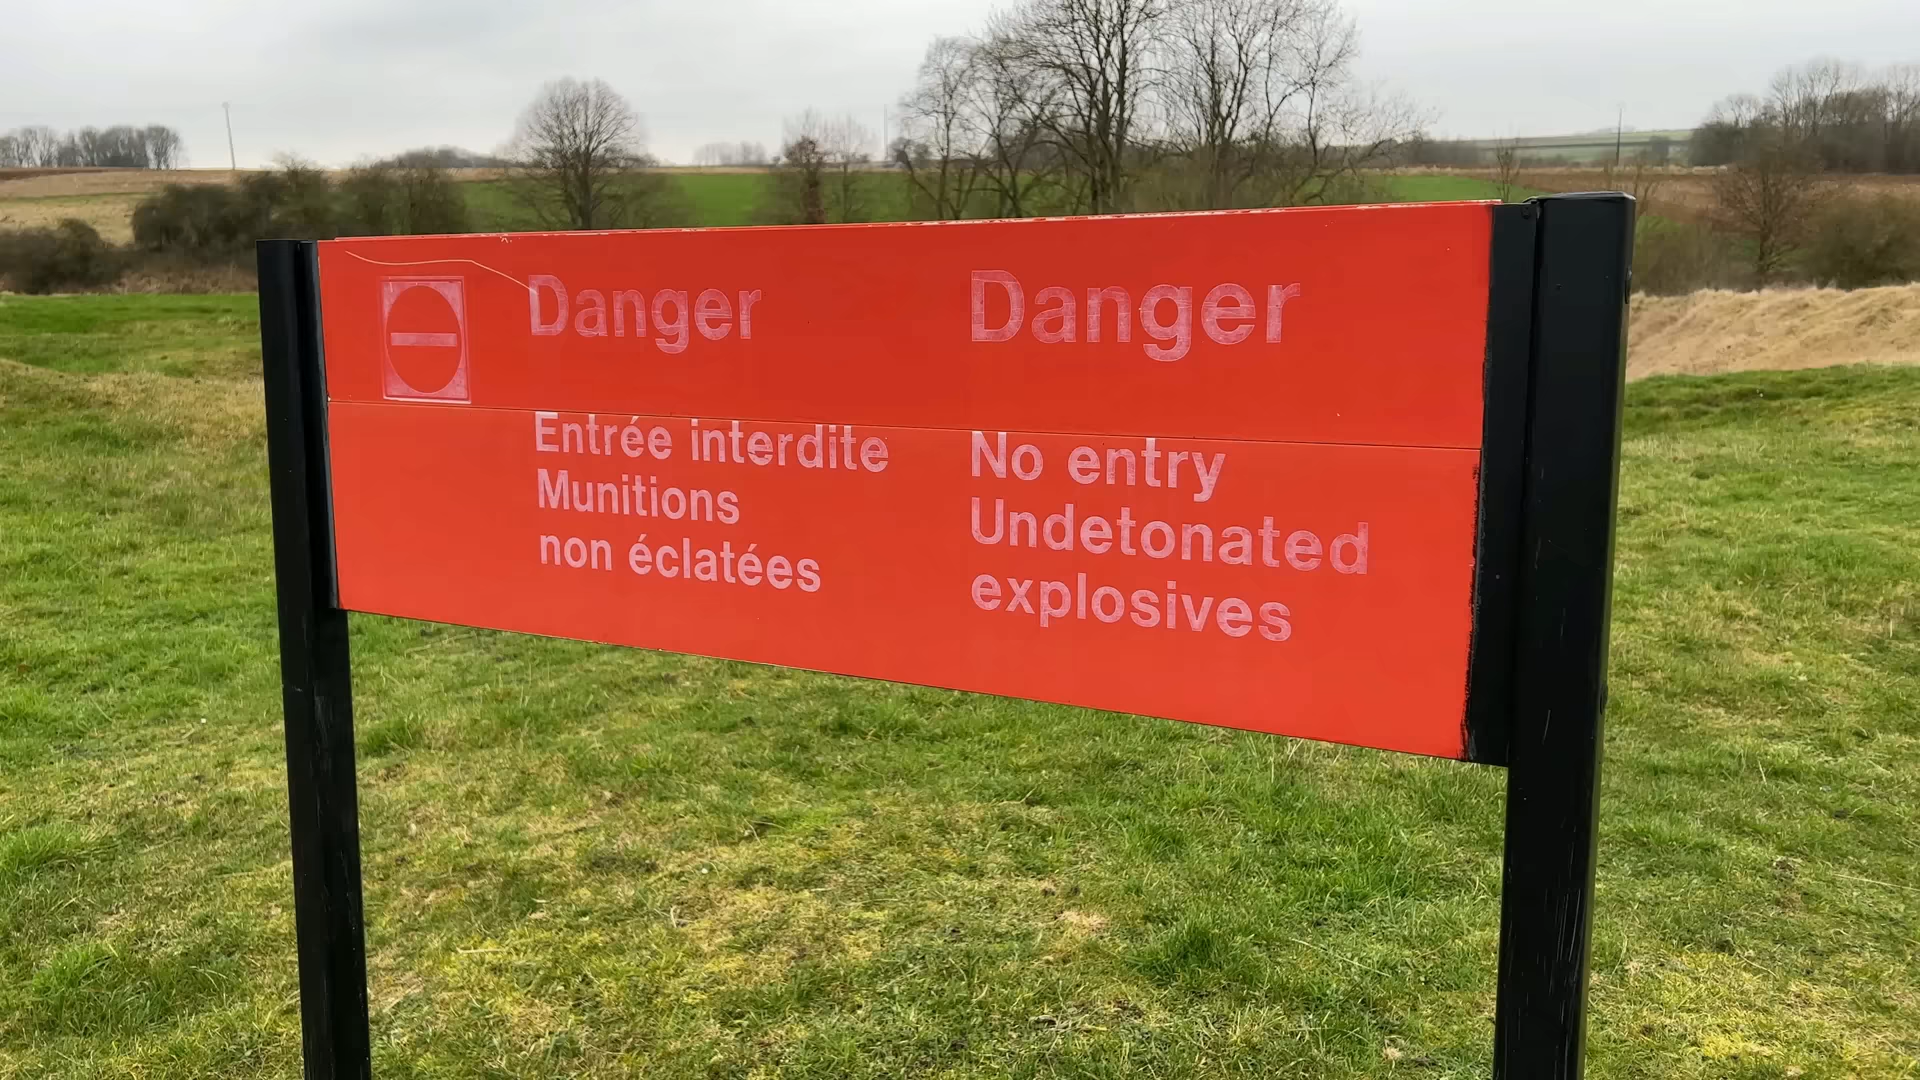 Danger
Entrée interdite
Munitions
non éclatées
Danger
No entry
Undetonated
explosives